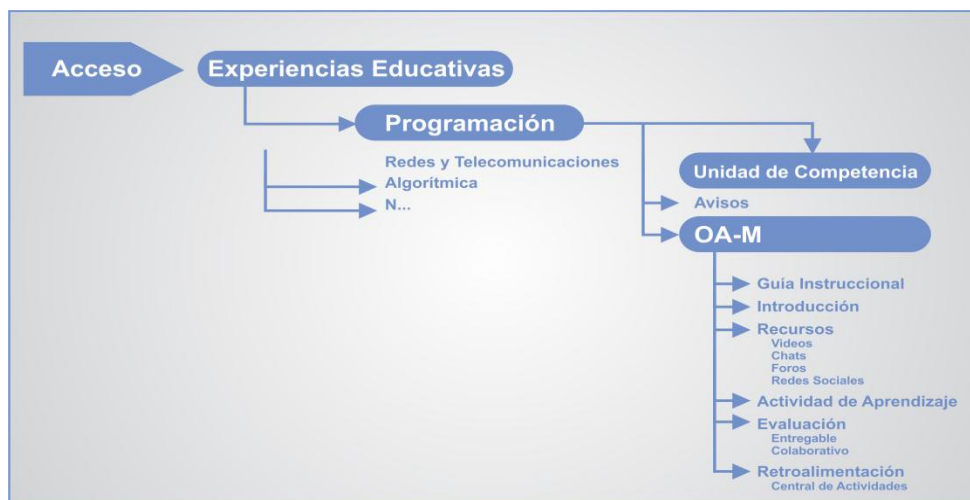 Acceso
Experiencias Educativas
Programación
Redes y Telecomunicaciones
Algorítmica
N...
Unidad de Competencia
Avisos
OA-M
Guía Instruccional
Introducción
Recursos
Videos
Chats
Foros
Redes Sociales
Actividad de Aprendizaje
Evaluación
Entregable
Colaborativo
Retroalimentación
Central de Actividades